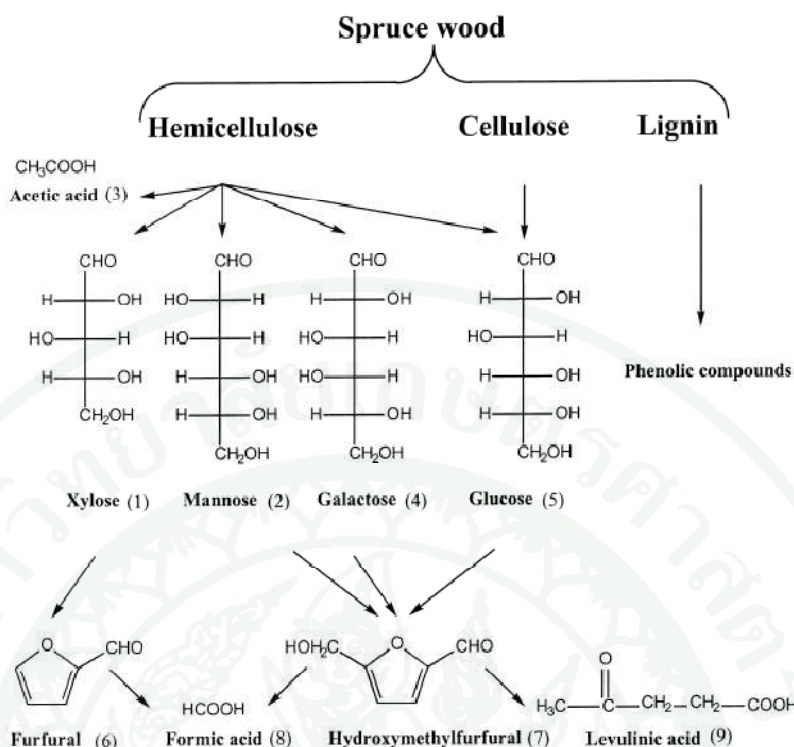 Spruce wood
Hemicellulose Cellulose Lignin
CH₃COOH
Acetic acid (3)
CHO CHO CHO CHO
H OH HO H H OH H OH
HO H HO H HO H HO H
H OH H OH HO H H OH
CH₂OH H OH H OH H OH
CH₂OH CH₂OH CH₂OH
Phenolic compounds
Xylose (1) Mannose (2) Galactose (4) Glucose (5)
O CHO HOH₂C O CHO O
HCOOH H₃C—C—CH₂—CH₂—COOH
Furfural (6) Formic acid (8) Hydroxymethylfurfural (7) Levulinic acid (9)